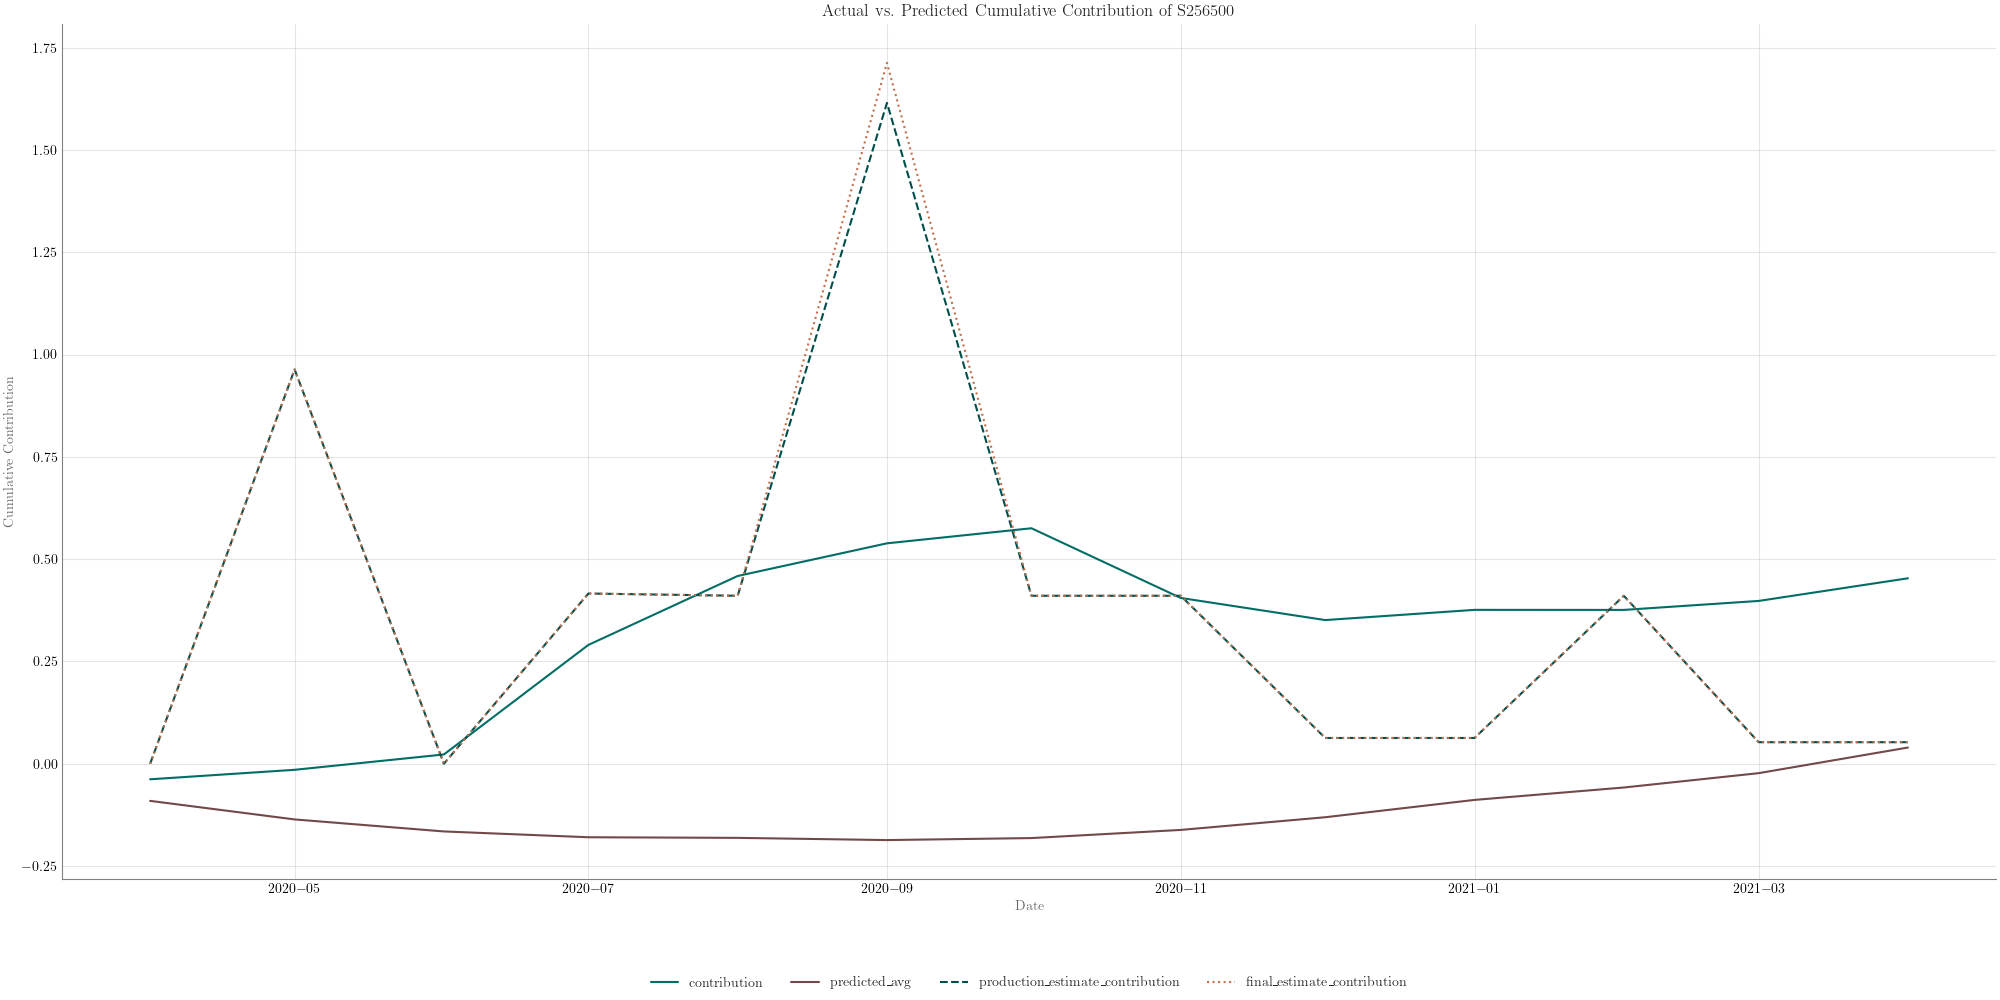 Actual vs. Predicted Cumulative Contribution of S256500
1.75
1.50
1.25
1.00
0.75
0.50
0.25
0.00
−0.25
Cumulative Contribution
2020−05 2020−07 2020−09 2020−11 2021−01 2021−03
Date
contribution predicted_avg production_estimate_contribution final_estimate_contribution